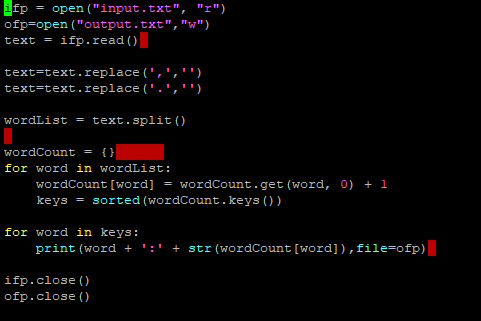 ifp = open("input.txt", "r")
ofp=open("output.txt","w")
text = ifp.read()
text=text.replace(',','')
text=text.replace('.','')
wordList = text.split()
wordCount = {}
for word in wordList:
    wordCount[word] = wordCount.get(word, 0) + 1
    keys = sorted(wordCount.keys())
for word in keys:
    print(word + ':' + str(wordCount[word]),file=ofp)
ifp.close()
ofp.close()